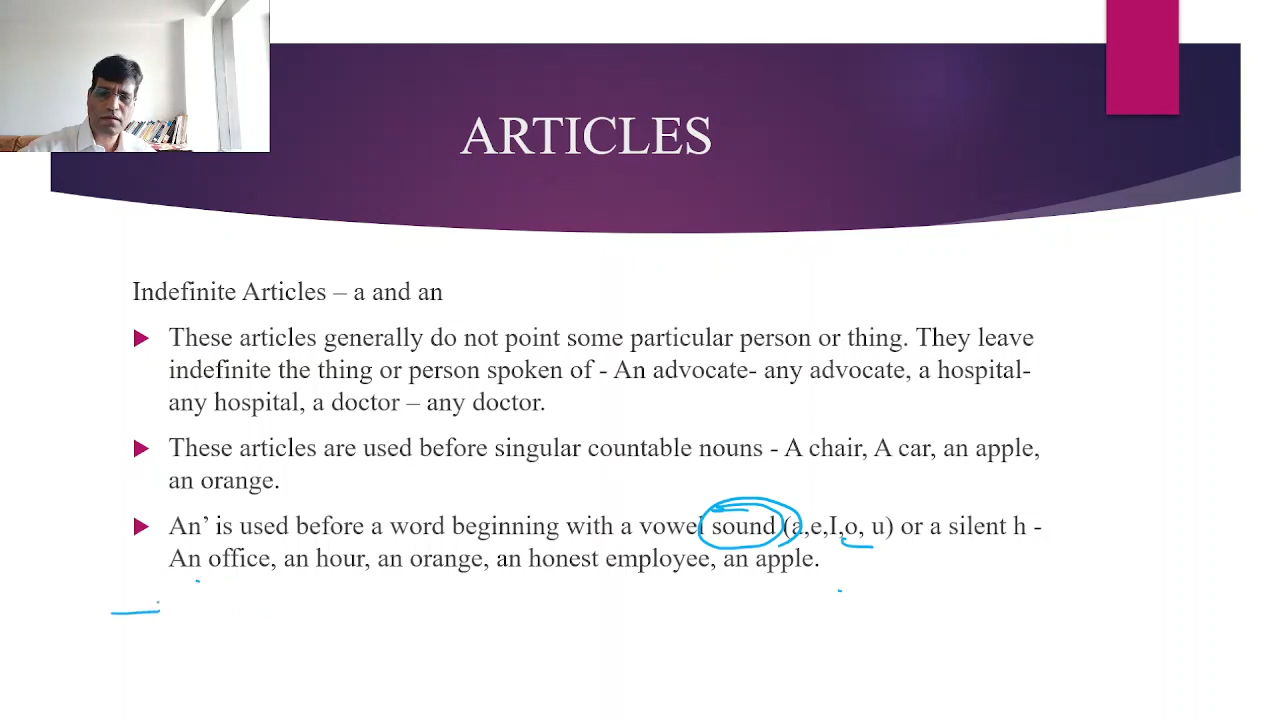 ARTICLES
Indefinite Articles – a and an
These articles generally do not point some particular person or thing. They leave
indefinite the thing or person spoken of - An advocate- any advocate, a hospital-
any hospital, a doctor – any doctor.
These articles are used before singular countable nouns - A chair, A car, an apple,
an orange.
An’ is used before a word beginning with a vowel sound (a,e,I,o, u) or a silent h -
An office, an hour, an orange, an honest employee, an apple.